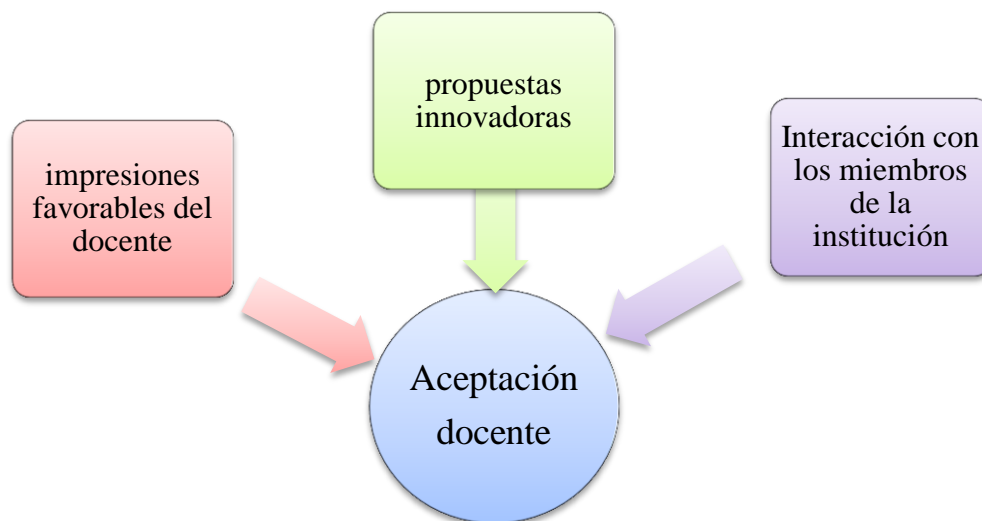 propuestas
innovadoras
impresiones
favorables del
docente
Interacción con
los miembros
de la
institución
Aceptación
docente